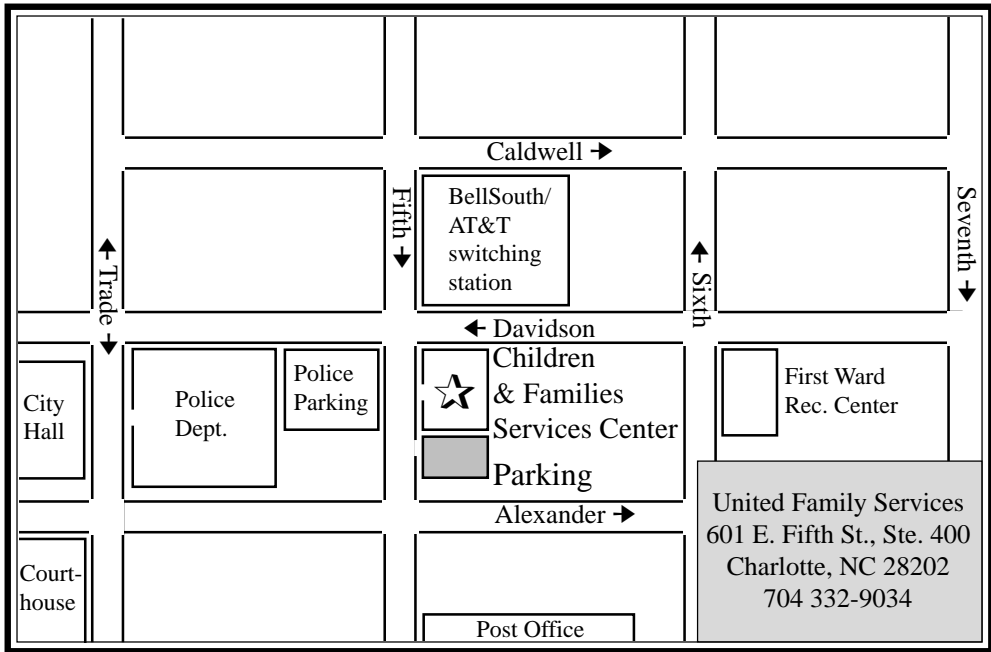 Caldwell
BellSouth/
AT&T
switching
station
Fifth
Seventh
Trade
Sixth
Davidson
City
Hall
Police
Dept.
Police
Parking
Children
& Families
Services Center
Parking
First Ward
Rec. Center
Alexander
United Family Services
601 E. Fifth St., Ste. 400
Charlotte, NC 28202
704 332-9034
Court-
house
Post Office